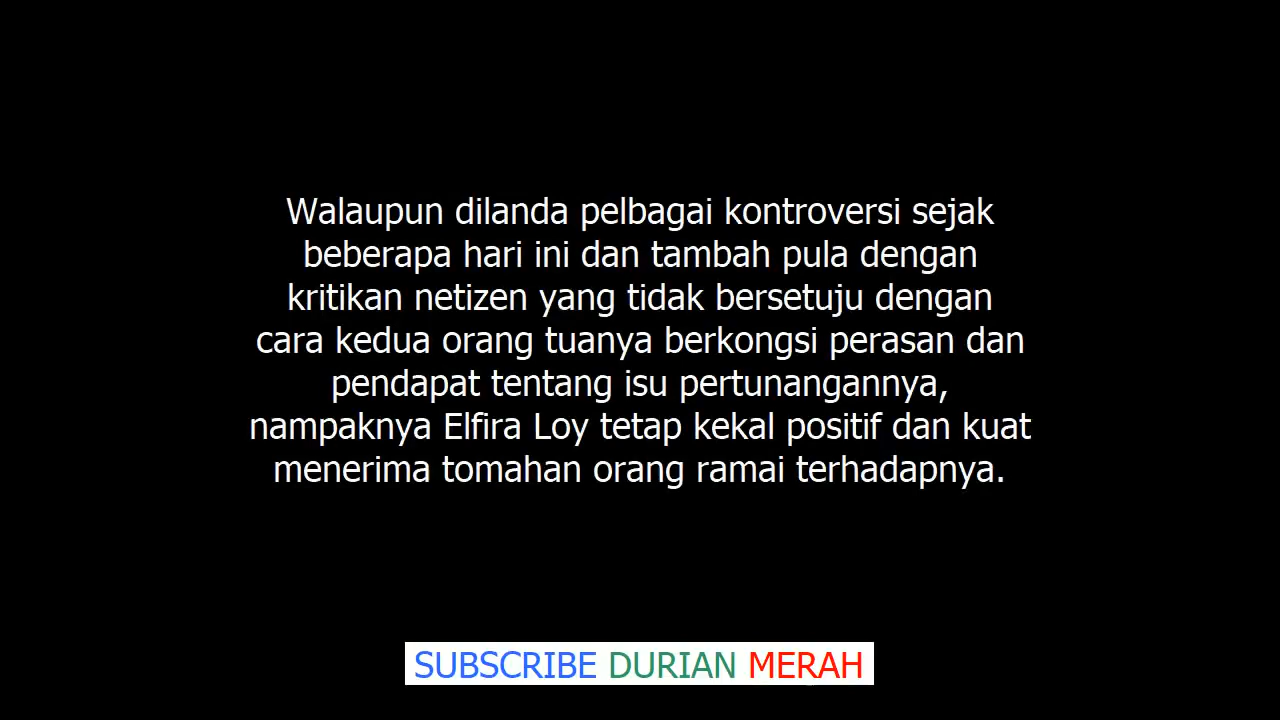 Walaupun dilanda pelbagai kontroversi sejak
beberapa hari ini dan tambah pula dengan
kritikan netizen yang tidak bersetuju dengan
cara kedua orang tuanya berkongsi perasan dan
pendapat tentang isu pertunangannya,
nampaknya Elfira Loy tetap kekal positif dan kuat
menerima tomahan orang ramai terhadapnya.
SUBSCRIBE DURIAN MERAH